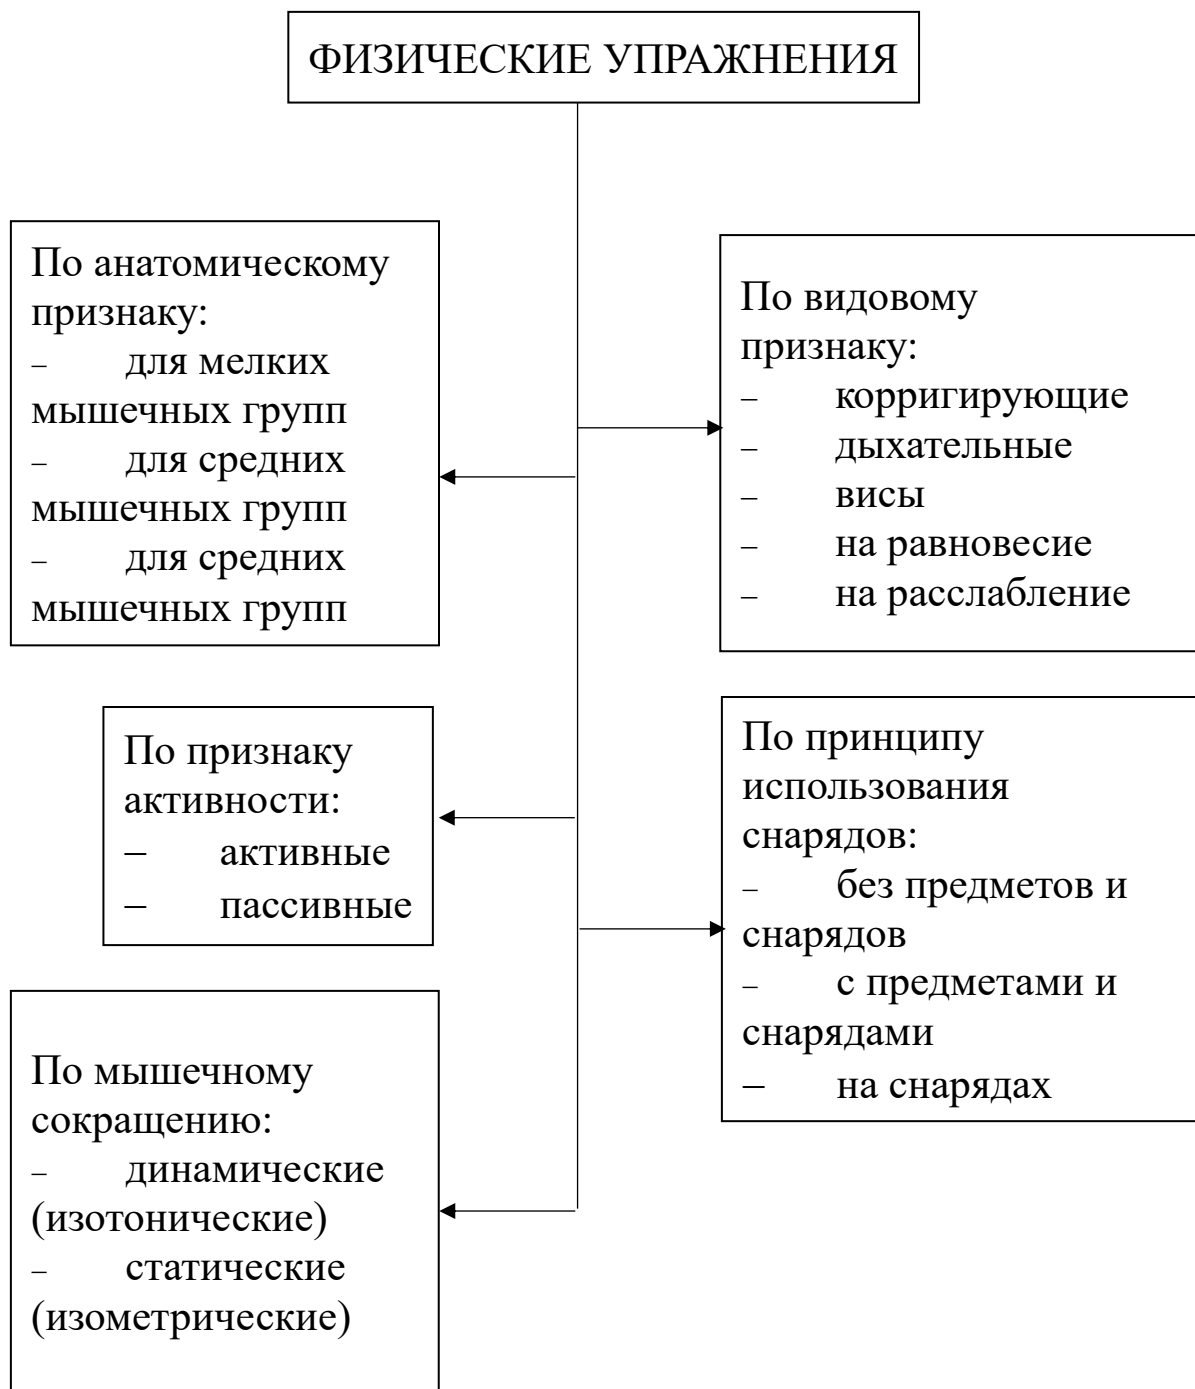 ФИЗИЧЕСКИЕ УПРАЖНЕНИЯ
По анатомическому
признаку:
– для мелких
мышечных групп
– для средних
мышечных групп
– для средних
мышечных групп
По видовому
признаку:
– корригирующие
– дыхательные
– висы
– на равновесие
– на расслабление
По признаку
активности:
– активные
– пассивные
По принципу
использования
снарядов:
– без предметов и
снарядов
– с предметами и
снарядами
– на снарядах
По мышечному
сокращению:
– динамические
(изотонические)
– статические
(изометрические)